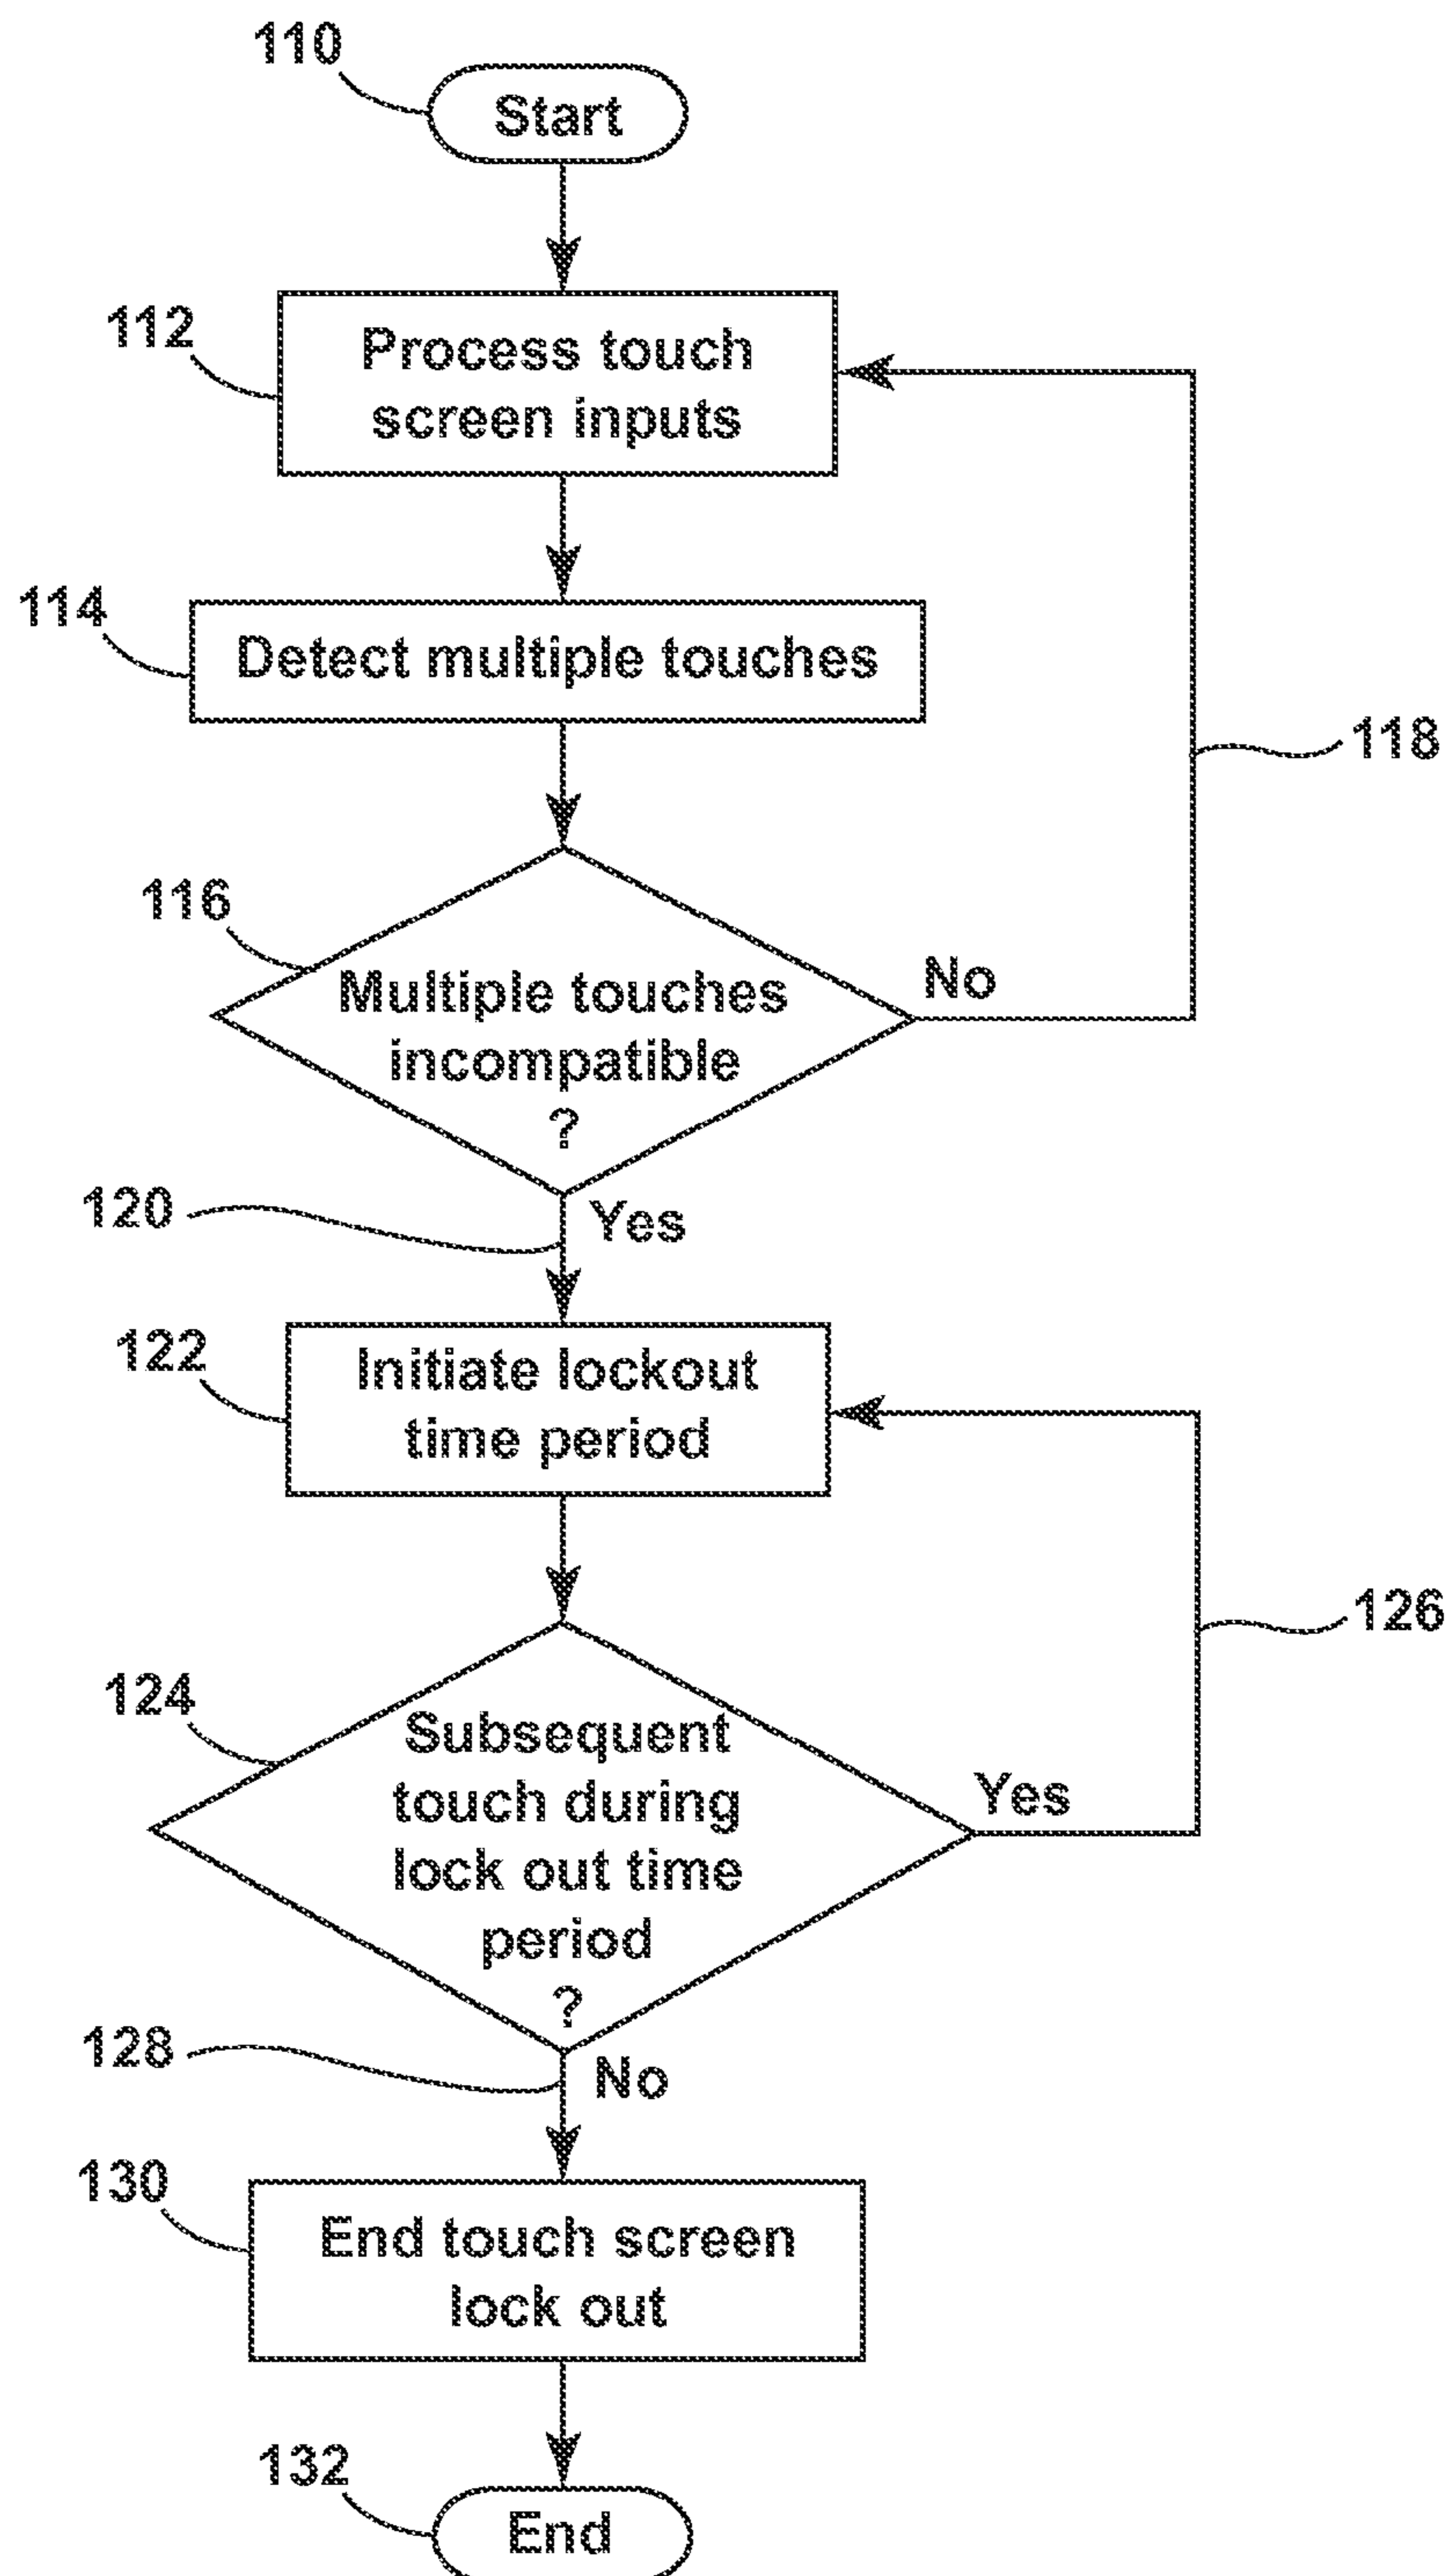 110
Start
112
Process touch
screen inputs
114
Detect multiple touches
118
116
Multiple touches
incompatible
?
No
120
Yes
122
Initiate lockout
time period
126
124
Subsequent
touch during
lock out time
period
?
Yes
128
No
130
End touch screen
lock out
132
End